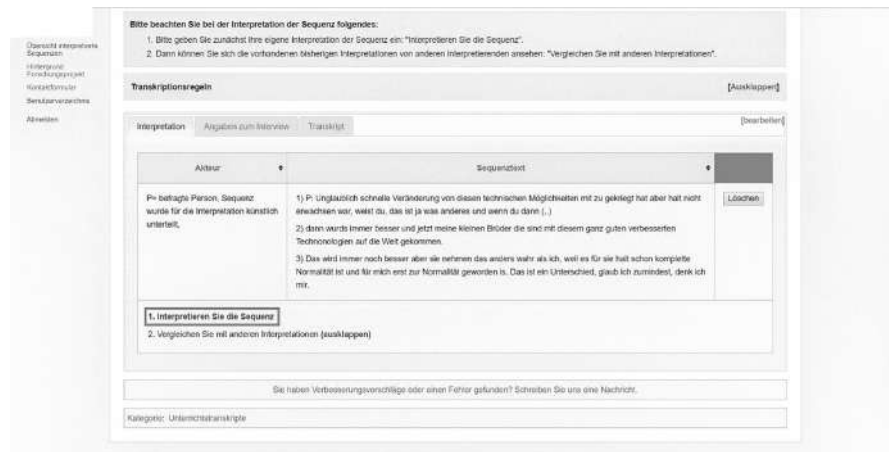 Bitte beachten Sie bei der Interpretation der Sequenz folgendes:
1. Bitte geben Sie zunächst Ihre eigene Interpretation der Sequenz ein: "Interpretieren Sie die Sequenz".
2. Dann können Sie sich die vorhandenen bisherigen Interpretationen von anderen Interpretierenden ansehen: "Vergleichen Sie mit anderen Interpretationen".
Übersicht interpretierte
Sequenzen
Hintergrund
Forschungsprojekt
Kontaktformular
Benutzerverzeichnis
Abmelden
Transkriptionsregeln [Ausklappen]
Interpretation Angaben zum Interview Transkript [bearbeiten]
Akteur Sequenztext
P= befragte Person, Sequenz
wurde für die Interpretation künstlich
unterteilt,
1) P: Unglaublich schnelle Veränderung von diesen technischen Möglichkeiten mit zu gekriegt hat aber halt nicht
erwachsen war, weist du, das ist ja was anderes und wenn du dann (..)
2) dann wurds immer besser und jetzt meine kleinen Brüder die sind mit diesem ganz guten verbesserten
Technonologien auf die Welt gekommen.
3) Das wird immer noch besser aber sie nehmen das anders wahr als ich, weil es für sie halt schon komplette
Normalität ist und für mich erst zur Normalität geworden is. Das ist ein Unterschied, glaub ich zumindest, denk ich
mir.
Löschen
1. Interpretieren Sie die Sequenz
2. Vergleichen Sie mit anderen Interpretationen (ausklappen)
Sie haben Verbesserungsvorschläge oder einen Fehler gefunden? Schreiben Sie uns eine Nachricht.
Kategorie: Unterrichtstranskripte